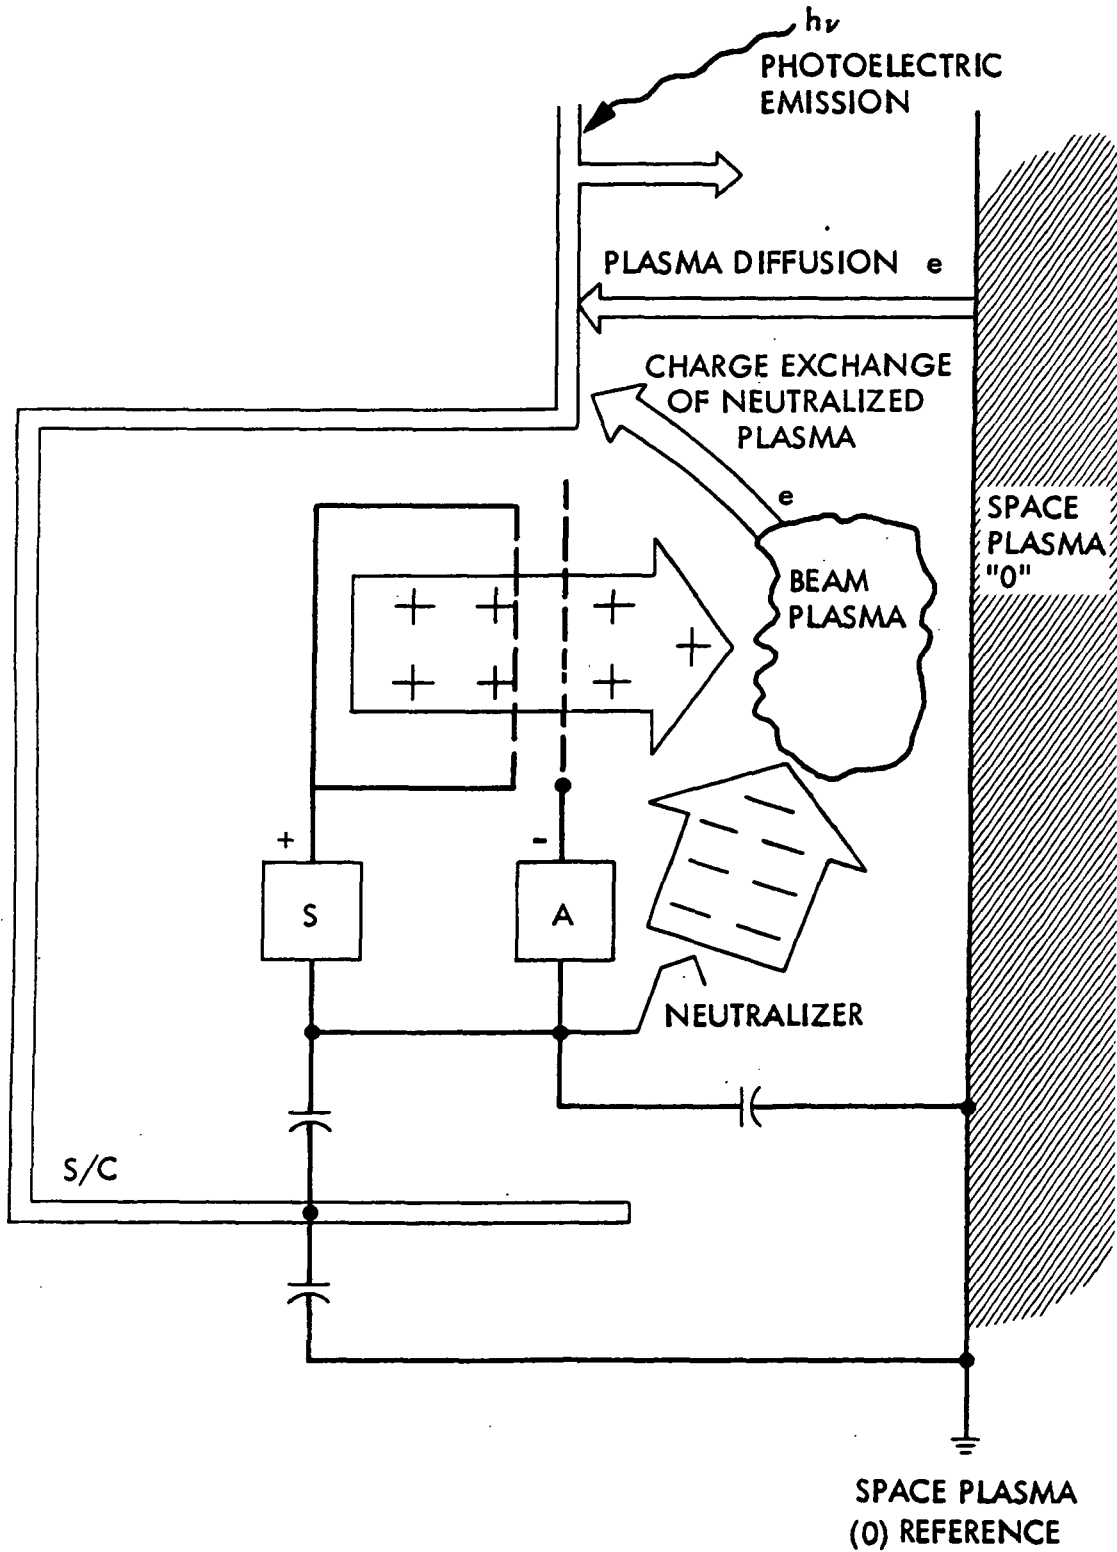 hν
PHOTOELECTRIC
EMISSION
PLASMA DIFFUSION e
CHARGE EXCHANGE
OF NEUTRALIZED
PLASMA
e
SPACE
PLASMA
"0"
BEAM
PLASMA
+ + +
+
+ + +
+
-
S
A
NEUTRALIZER
S/C
SPACE PLASMA
(0) REFERENCE